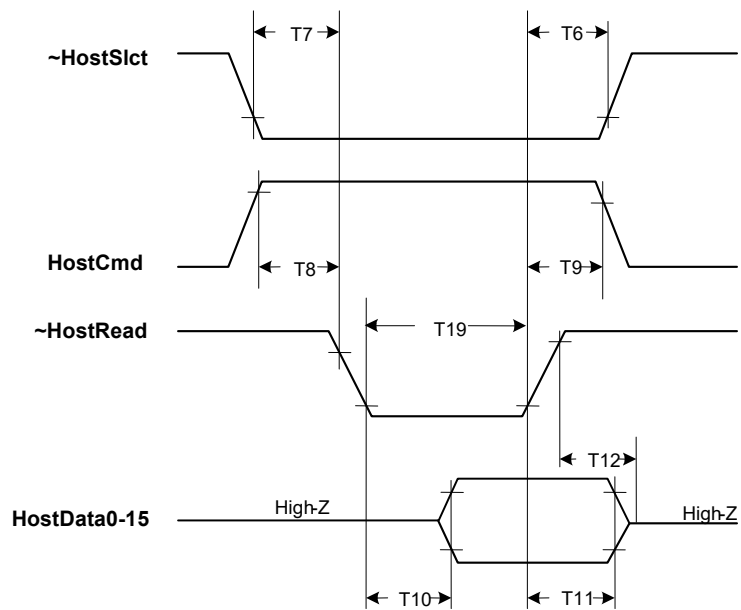 T7
T6
~HostSlct
HostCmd
T8
T9
~HostRead
T19
T12
HostData0-15
High-Z
High-Z
T10
T11